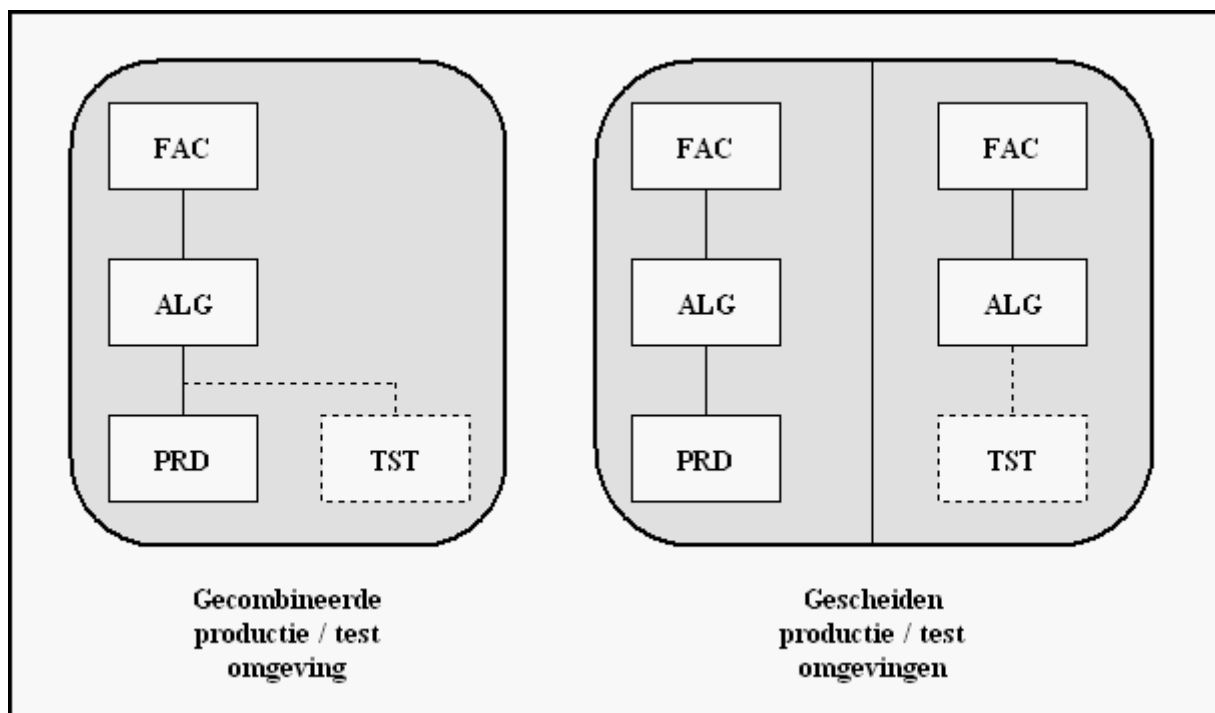 FAC
ALG
PRD
TST
Gecombineerde
productie / test
omgeving
FAC
FAC
ALG
ALG
PRD
TST
Gescheiden
productie / test
omgevingen